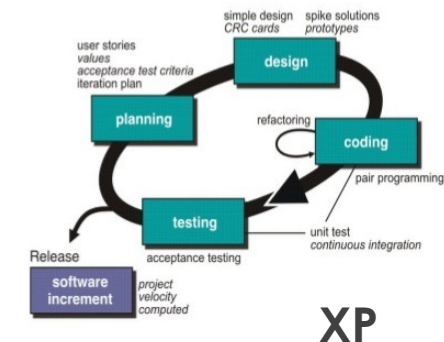 simple design
CRC cards
spike solutions
prototypes
user stories
values
acceptance test criteria
iteration plan
design
planning
refactoring
coding
pair programming
testing
unit test
continuous integration
acceptance testing
Release
software
increment
project
velocity
computed
XP